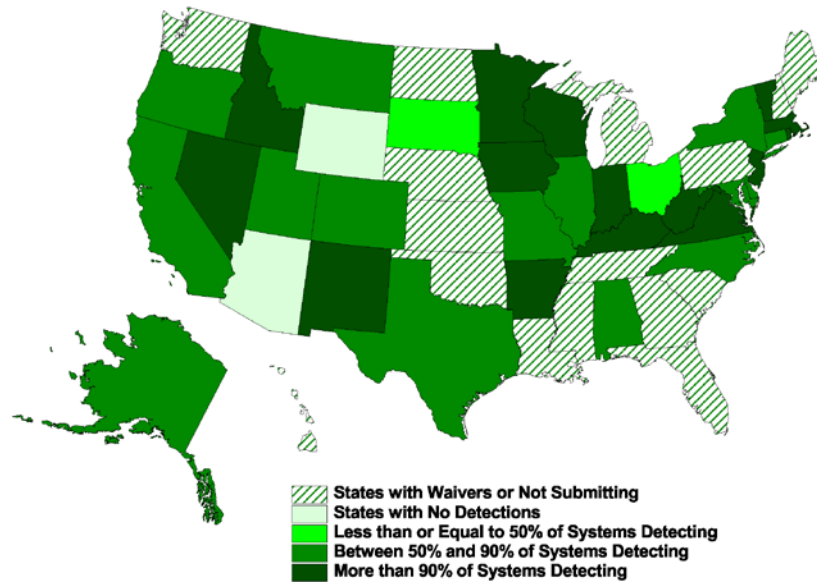 States with Waivers or Not Submitting
States with No Detections
Less than or Equal to 50% of Systems Detecting
Between 50% and 90% of Systems Detecting
More than 90% of Systems Detecting